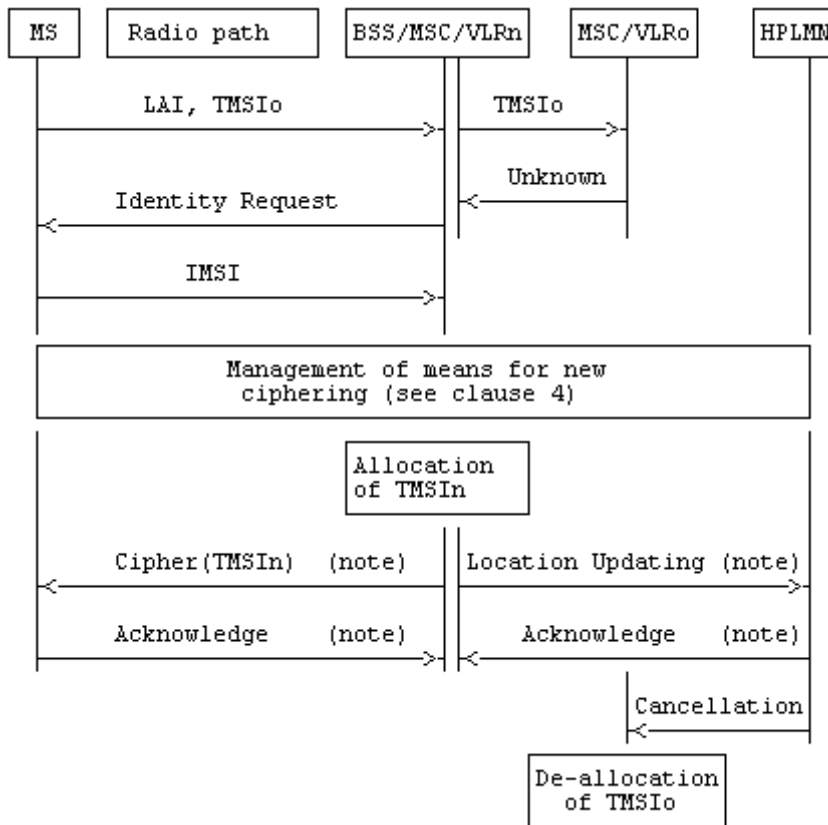 MS Radio path BSS/MSC/VLRn MSC/VLRo HPLMN
LAI, TMSIo TMSIo
Unknown
Identity Request
IMSI
Management of means for new
ciphering (see clause 4)
Allocation
of TMSIn
Cipher(TMSIn) (note) Location Updating (note)
Acknowledge (note) Acknowledge (note)
Cancellation
De-allocation
of TMSIo